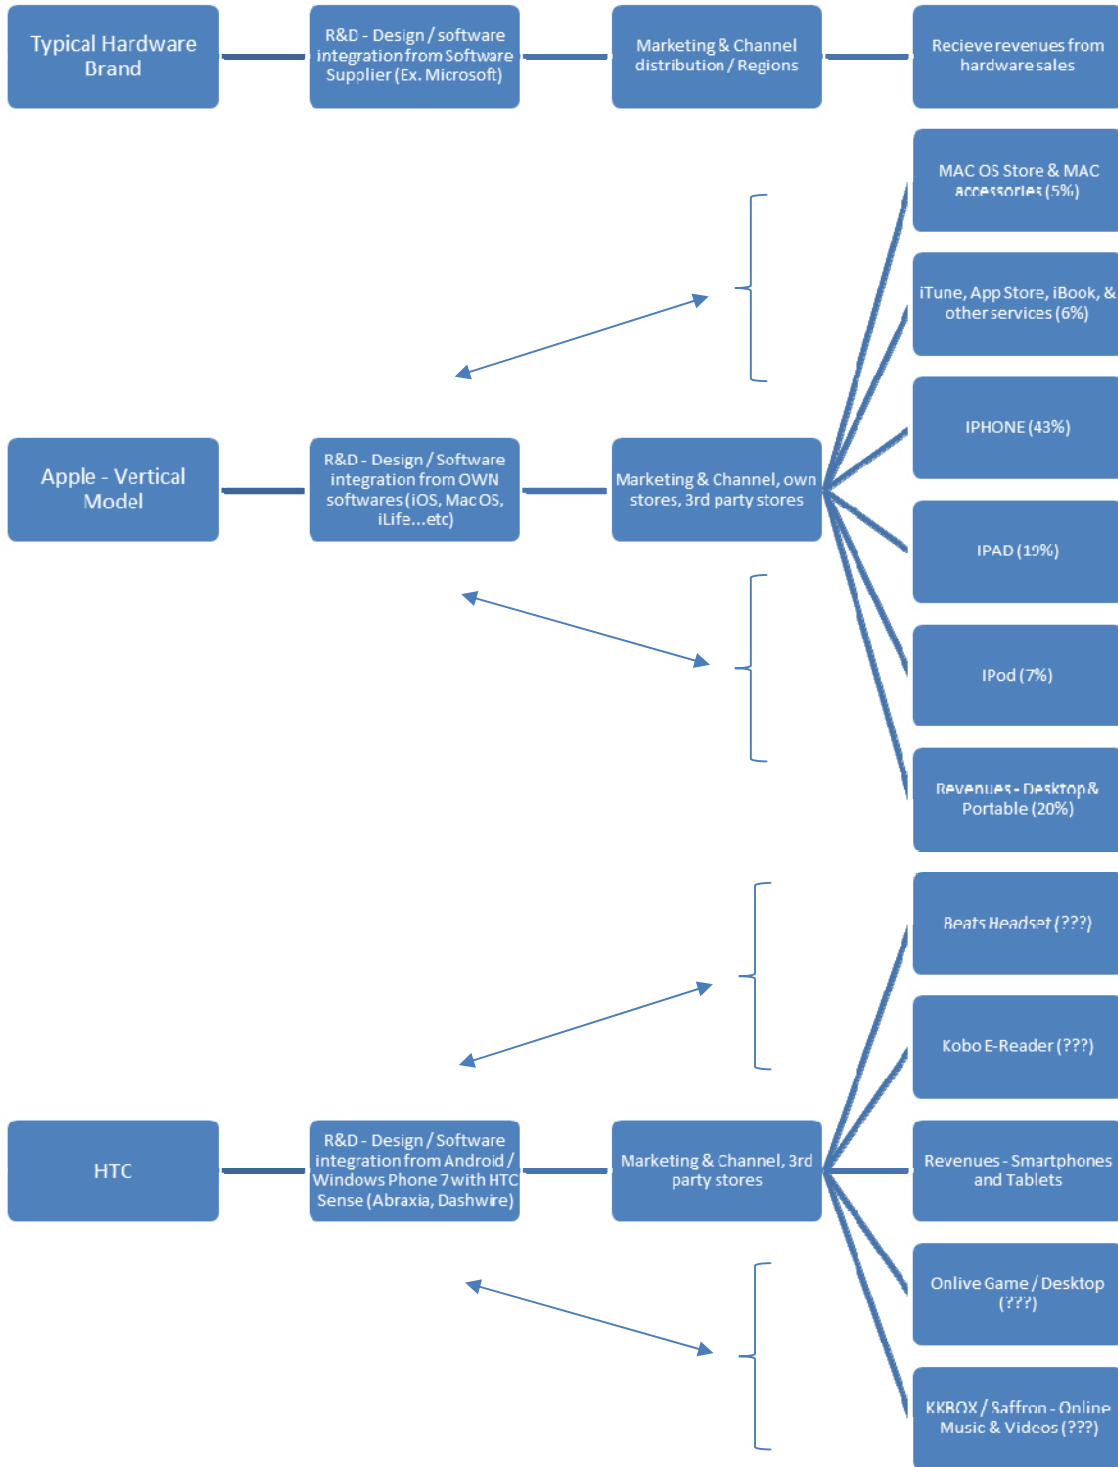 Typical Hardware
Brand
R&D - Design / software
integration from Software
Supplier (Ex. Microsoft)
Marketing & Channel
distribution / Regions
Recieve revenues from
hardware sales
MAC OS Store & MAC
accessories (5%)
iTune, App Store, iBook, &
other services (6%)
IPHONE (43%)
Apple - Vertical
Model
R&D - Design / Software
integration from OWN
softwares (iOS, Mac OS,
iLife...etc)
Marketing & Channel, own
stores, 3rd party stores
IPAD (19%)
IPod (7%)
Revenues - Desktop &
Portable (20%)
Beats Headset (???)
Kobo E-Reader (???)
HTC
R&D - Design / Software
integration from Android /
Windows Phone 7 with HTC
Sense (Abraxia, Dashwire)
Marketing & Channel, 3rd
party stores
Revenues - Smartphones
and Tablets
Onlive Game / Desktop
(???)
KKBOX / Saffron - Online
Music & Videos (???)